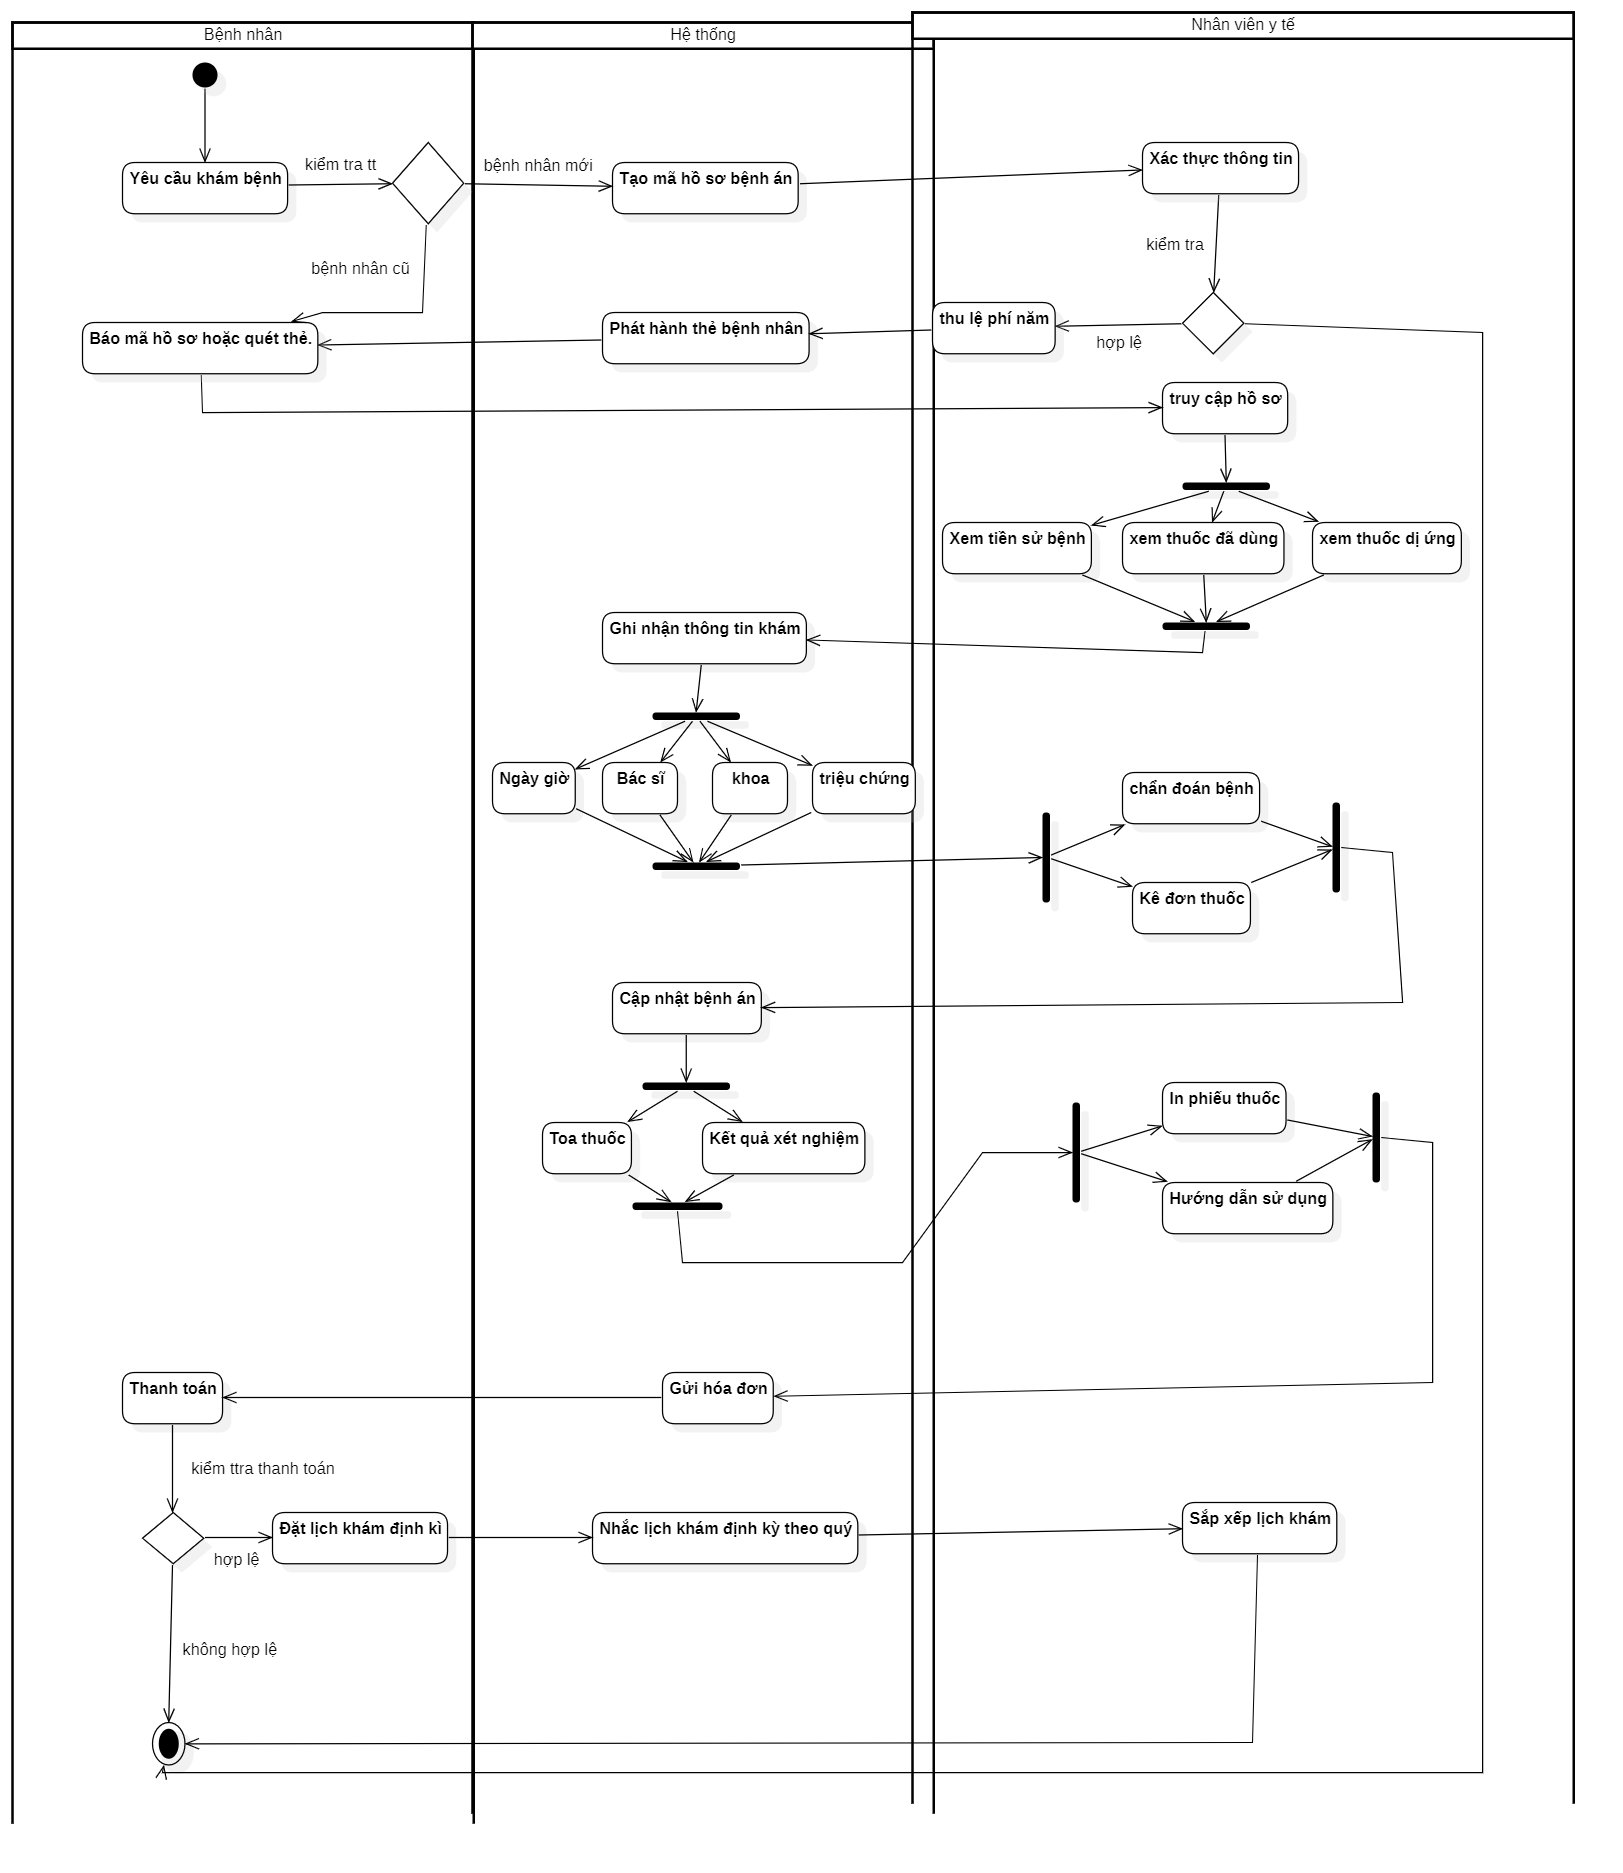 Bệnh nhân
Hệ thống
Nhân viên y tế
Yêu cầu khám bệnh
kiểm tra tt
bệnh nhân mới
Tạo mã hồ sơ bệnh án
Xác thực thông tin
kiểm tra
bệnh nhân cũ
Báo mã hồ sơ hoặc quét thẻ.
Phát hành thẻ bệnh nhân
thu lệ phí năm
hợp lệ
truy cập hồ sơ
Xem tiền sử bệnh
xem thuốc đã dùng
xem thuốc dị ứng
Ghi nhận thông tin khám
Ngày giờ
Bác sĩ
khoa
triệu chứng
chẩn đoán bệnh
Kê đơn thuốc
Cập nhật bệnh án
Toa thuốc
Kết quả xét nghiệm
In phiếu thuốc
Hướng dẫn sử dụng
Thanh toán
Gửi hóa đơn
kiểm ttra thanh toán
Đặt lịch khám định kì
hợp lệ
Nhắc lịch khám định kỳ theo quý
Sắp xếp lịch khám
không hợp lệ